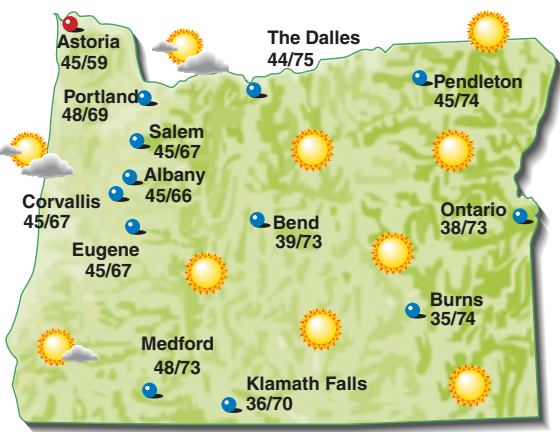 The Dalles
44/75
Astoria
45/59
Pendleton
45/74
Portland
48/69
Salem
45/67
Albany
45/66
Corvallis
45/67
Bend
39/73
Ontario
38/73
Eugene
45/67
Burns
35/74
Medford
48/73
Klamath Falls
36/70